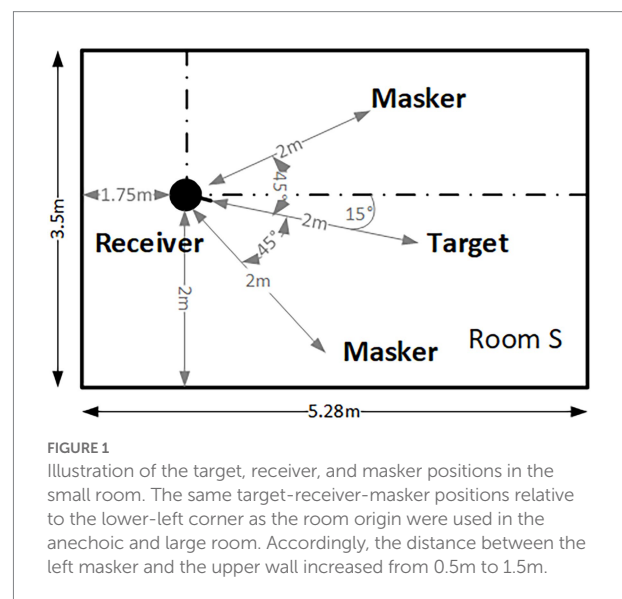 Masker
2m
45°
1.75m
3.5m
15°
2m
Receiver
45°
Target
2m
2m
Room S
Masker
5.28m
FIGURE 1
Illustration of the target, receiver, and masker positions in the
small room. The same target-receiver-masker positions relative
to the lower-left corner as the room origin were used in the
anechoic and large room. Accordingly, the distance between the
left masker and the upper wall increased from 0.5m to 1.5m.